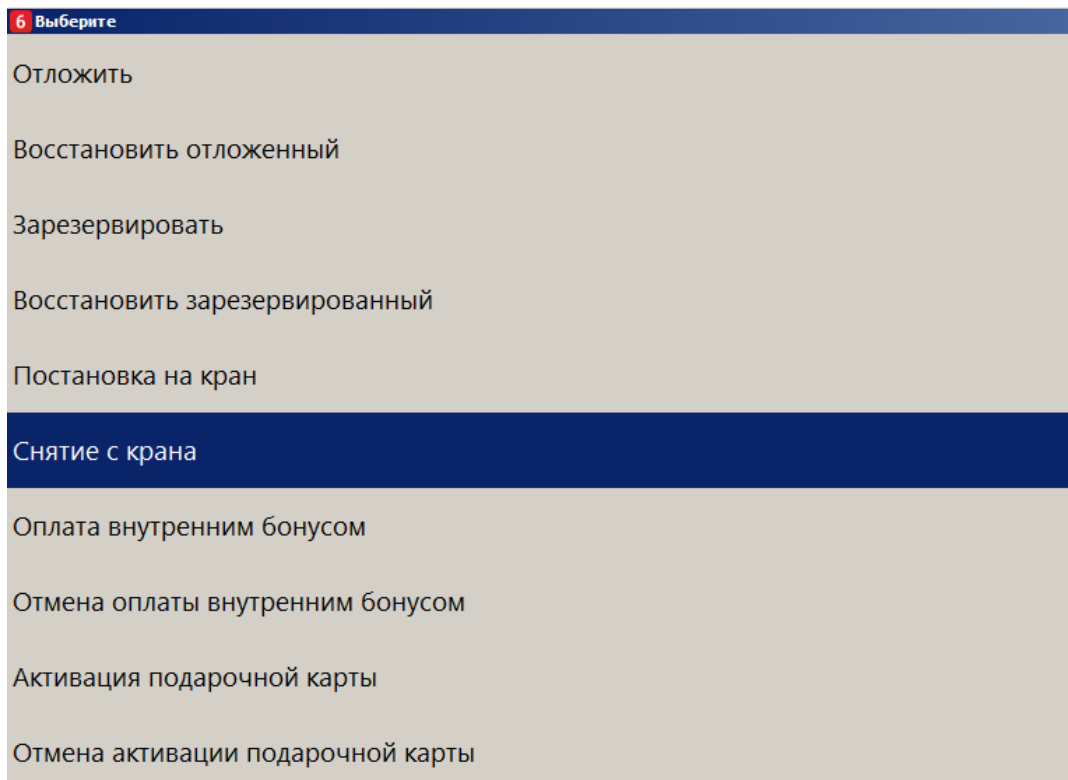 6 Выберите
Отложить
Восстановить отложенный
Зарезервировать
Восстановить зарезервированный
Постановка на кран
Снятие с крана
Оплата внутренним бонусом
Отмена оплаты внутренним бонусом
Активация подарочной карты
Отмена активации подарочной карты